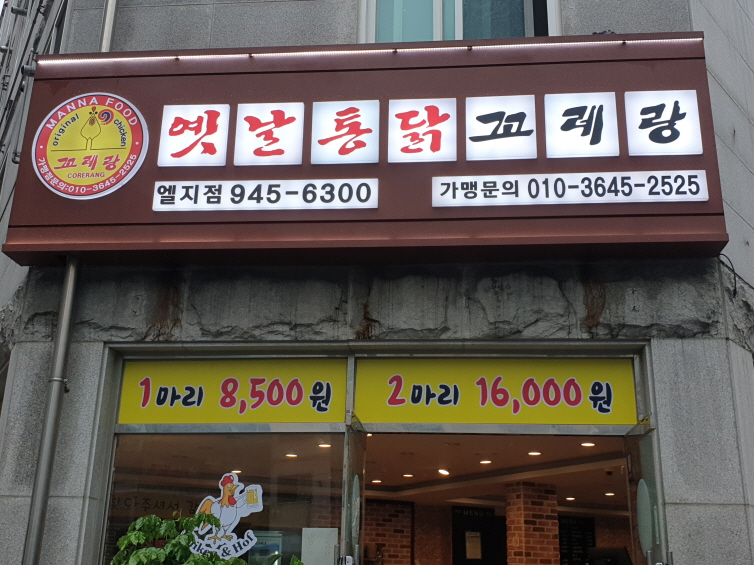 MANNA FOOD
original chicken
꼬레랑
CORERANG
가맹점문의:010-3645-2525
옛날통닭꼬레랑
엘지점 945-6300
가맹문의 010-3645-2525
1마리 8,500원
2마리 16,000원
& Hof